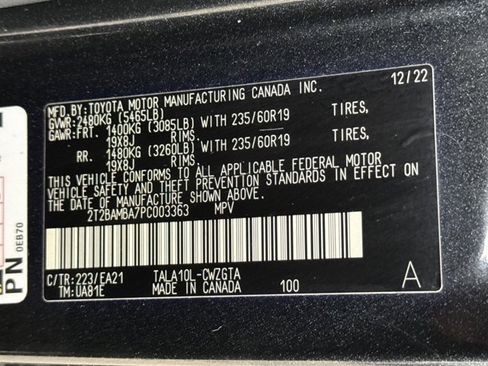 MFD.BY:TOYOTA MOTOR MANUFACTURING CANADA INC. 12/22
GVWR:2480KG (5465LB)
GAWR:FRT. 1400KG (3085LB) WITH 235/60R19 TIRES,
19X8J RIMS.
RR. 1480KG (3260LB) WITH 235/60R19 TIRES,
19X8J RIMS.
THIS VEHICLE CONFORMS TO ALL APPLICABLE FEDERAL MOTOR
VEHICLE SAFETY AND THEFT PREVENTION STANDARDS IN EFFECT ON
THE DATE OF MANUFACTURE SHOWN ABOVE.
2T2BAMBA7PC003363 MPV
C/TR:223/EA21 TALA10L-CWZGTA
TM:UA81E MADE IN CANADA 100 A
PN 0EB70